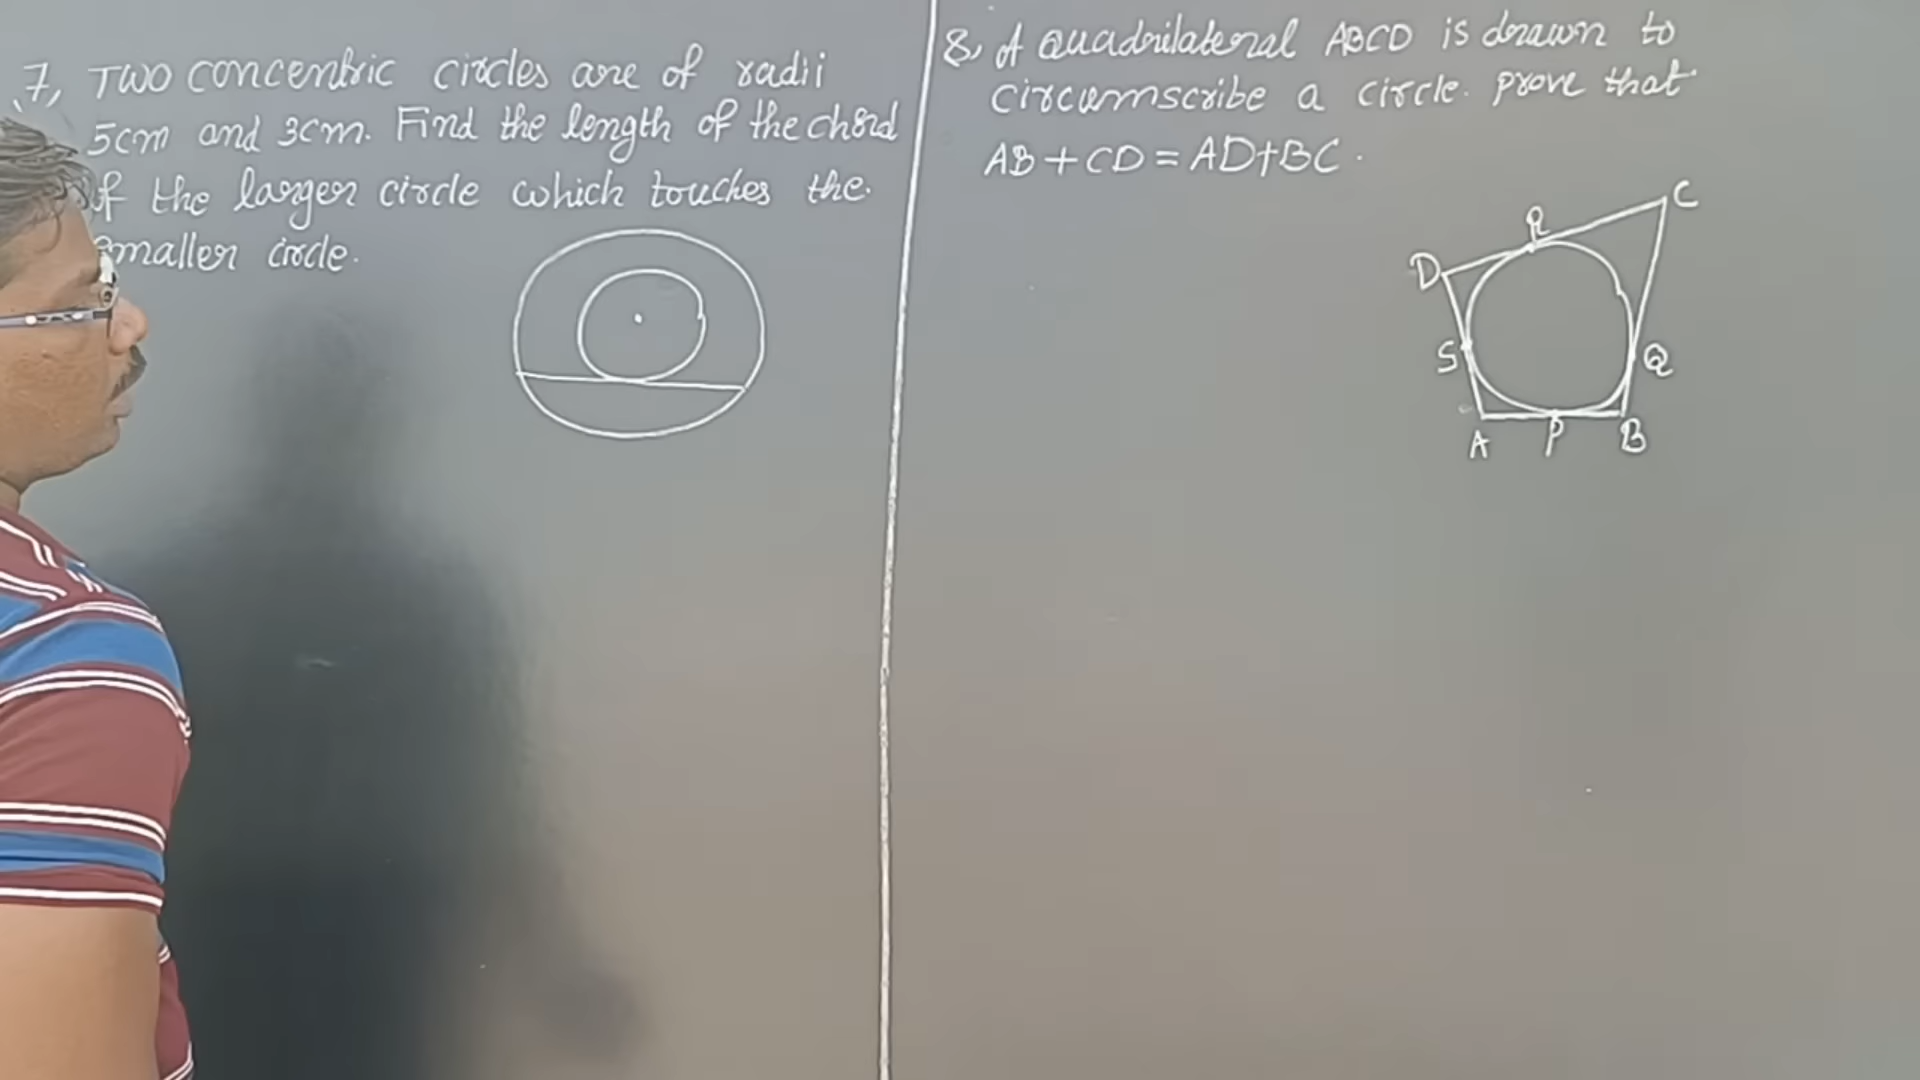 7, Two concentric circles are of radii
5cm and 3cm. Find the length of the chord
of the larger circle which touches the
smaller circle.
8, A Quadrilateral ABCD is drawn to
circumscribe a circle. prove that
AB + CD = AD + BC.
C
R
D
S
Q
A
P
B